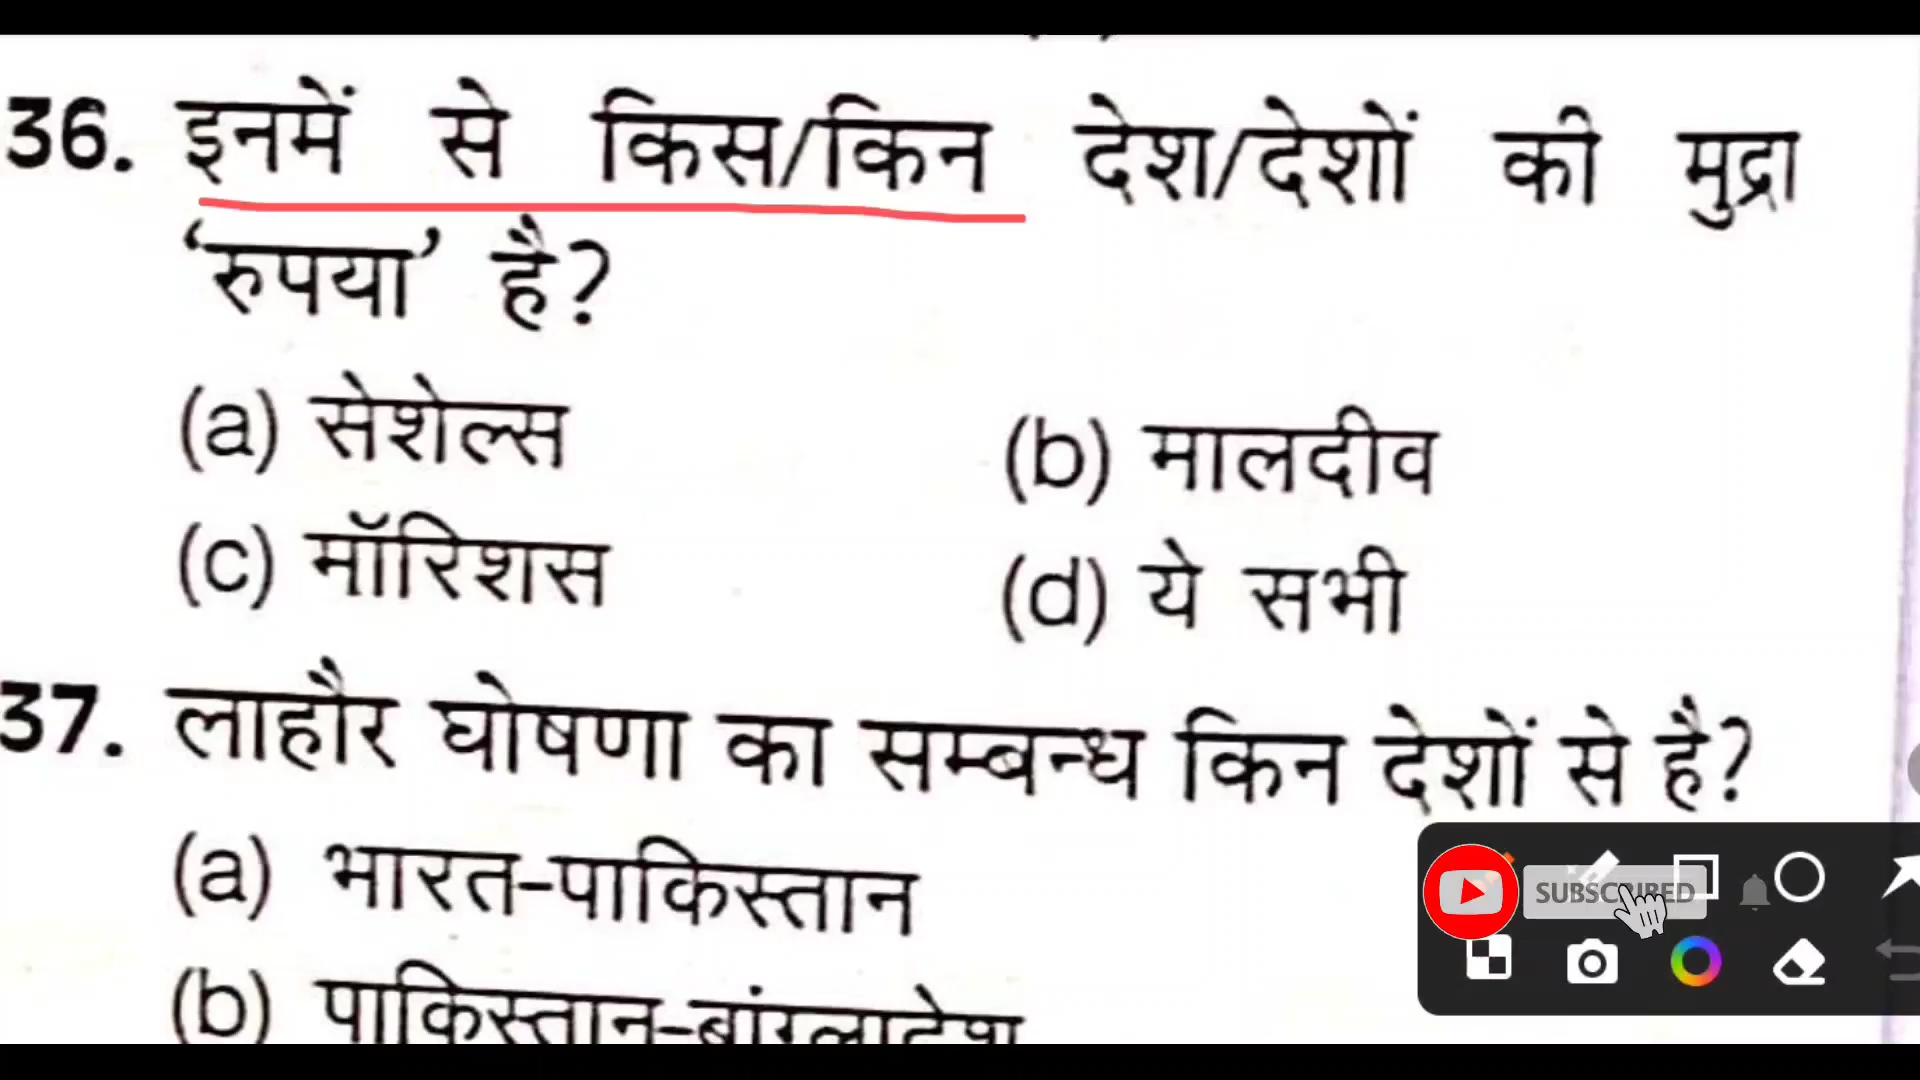 36. इनमें से किस/किन देश/देशों की मुद्रा
‘रुपया’ है?
(a) सेशेल्स
(b) मालदीव
(c) मॉरिशस
(d) ये सभी
37. लाहौर घोषणा का सम्बन्ध किन देशों से है?
(a) भारत-पाकिस्तान
(b) पाकिस्तान-बांग्लादेश
SUBSCRIBED